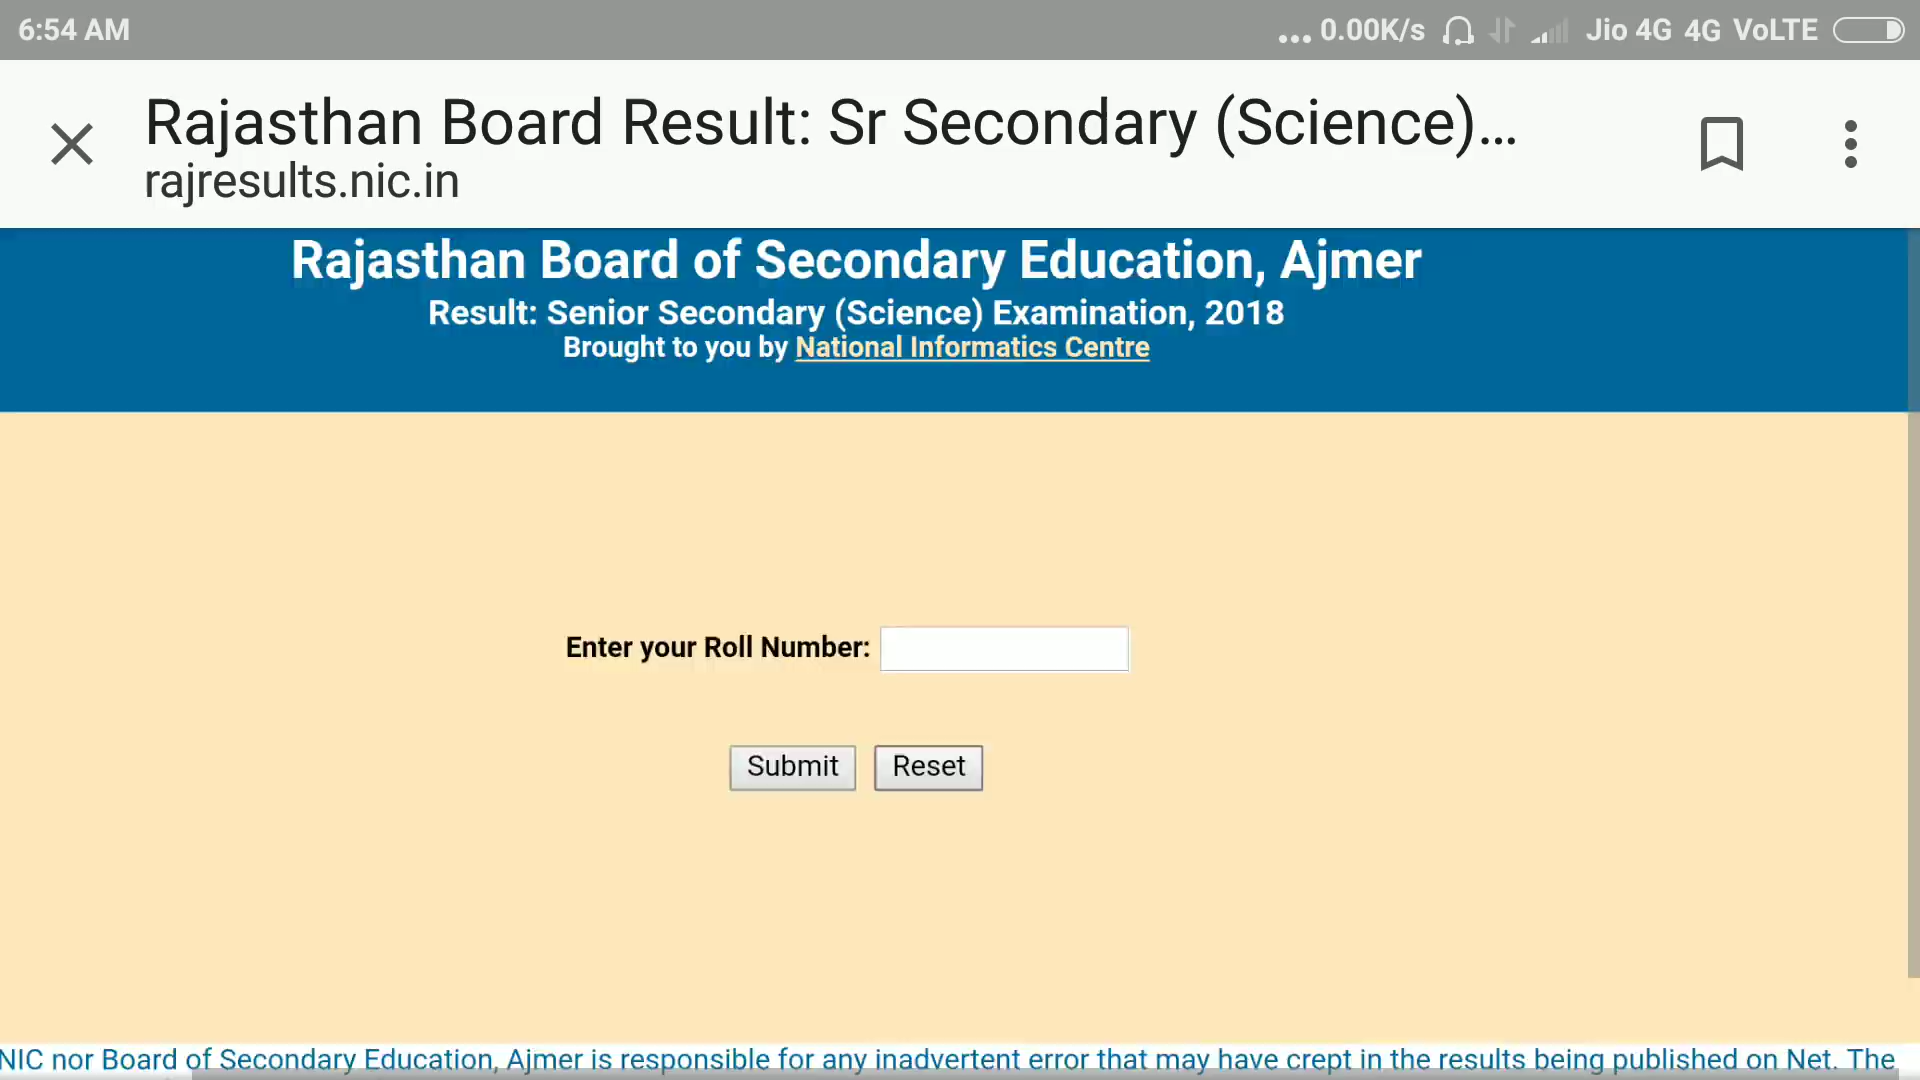 6:54 AM
... 0.00K/s Jio 4G 4G VoLTE
Rajasthan Board Result: Sr Secondary (Science)...
rajresults.nic.in
Rajasthan Board of Secondary Education, Ajmer
Result: Senior Secondary (Science) Examination, 2018
Brought to you by National Informatics Centre
Enter your Roll Number:
Submit Reset
NIC nor Board of Secondary Education, Ajmer is responsible for any inadvertent error that may have crept in the results being published on Net. The